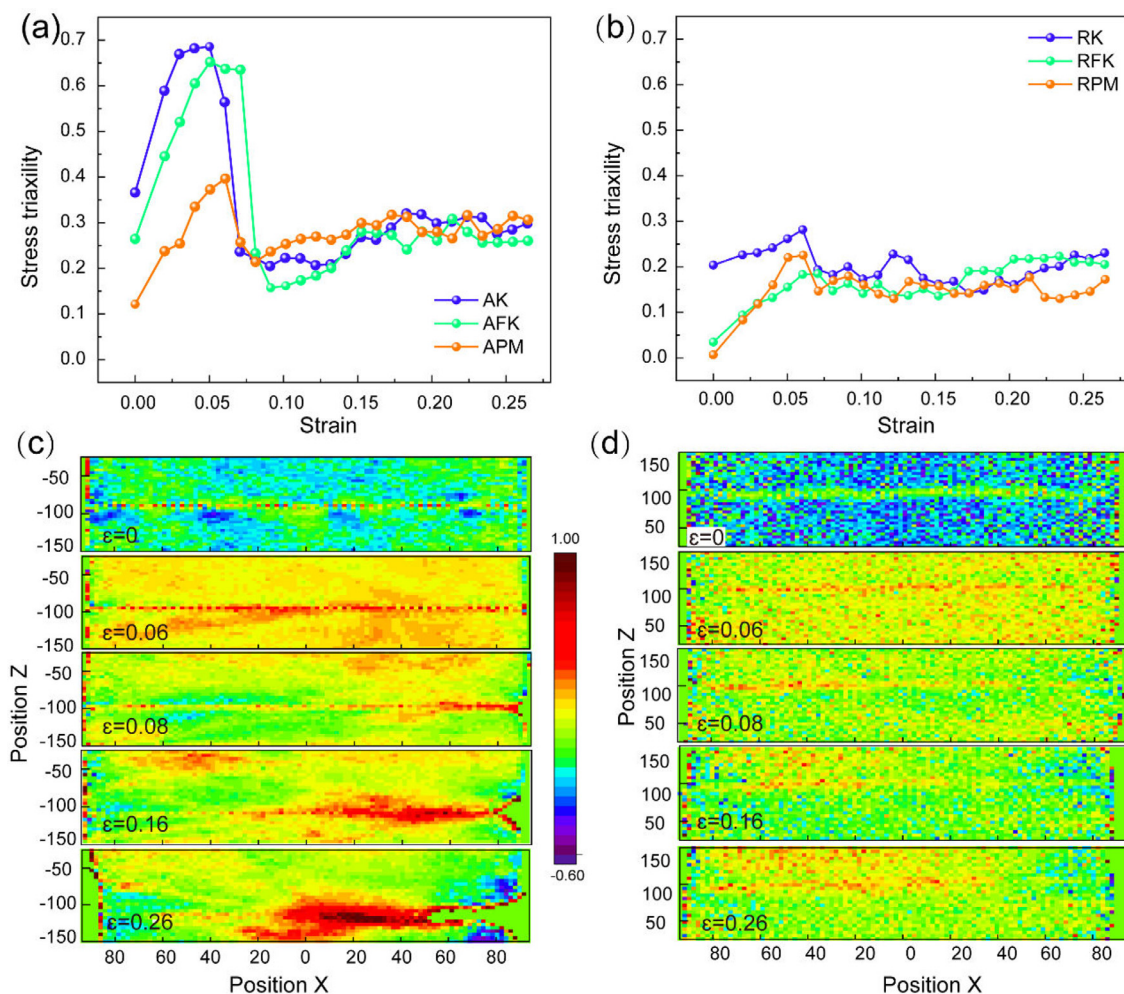 (a)
Stress triaxility
0.7
0.6
0.5
0.4
0.3
0.2
0.1
0.0
AK
AFK
APM
0.00 0.05 0.10 0.15 0.20 0.25
Strain
(b)
Stress triaxility
0.7
0.6
0.5
0.4
0.3
0.2
0.1
0.0
RK
RFK
RPM
0.00 0.05 0.10 0.15 0.20 0.25
Strain
(c)
Position Z
-50
-100
-150
ε=0
-50
-100
-150
ε=0.06
-50
-100
-150
ε=0.08
-50
-100
-150
ε=0.16
-50
-100
-150
ε=0.26
80 60 40 20 0 20 40 60 80
Position X
1.00
-0.60
(d)
Position Z
150
100
50
ε=0
150
100
50
ε=0.06
150
100
50
ε=0.08
150
100
50
ε=0.16
150
100
50
ε=0.26
80 60 40 20 0 20 40 60 80
Position X